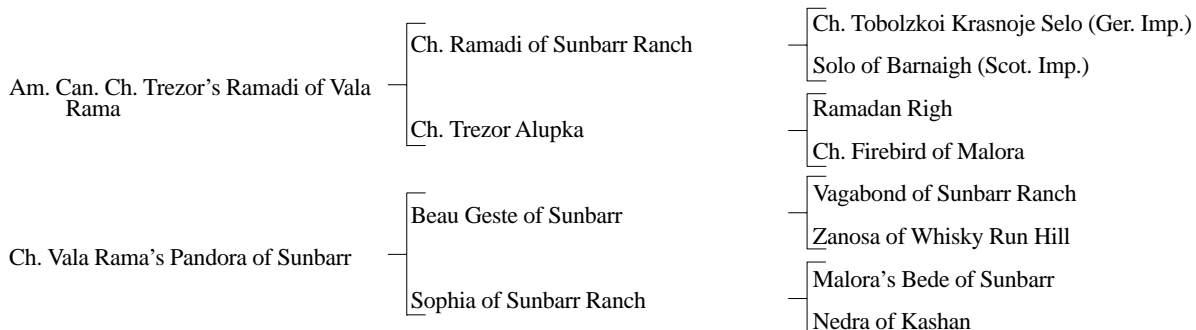 Ch. Tobolzkoi Krasnoje Selo (Ger. Imp.)
Ch. Ramadi of Sunbarr Ranch
Solo of Barnaigh (Scot. Imp.)
Am. Can. Ch. Trezor’s Ramadi of Vala
Rama
Ramadan Righ
Ch. Trezor Alupka
Ch. Firebird of Malora
Vagabond of Sunbarr Ranch
Beau Geste of Sunbarr
Zanosa of Whisky Run Hill
Ch. Vala Rama’s Pandora of Sunbarr
Malora’s Bede of Sunbarr
Sophia of Sunbarr Ranch
Nedra of Kashan